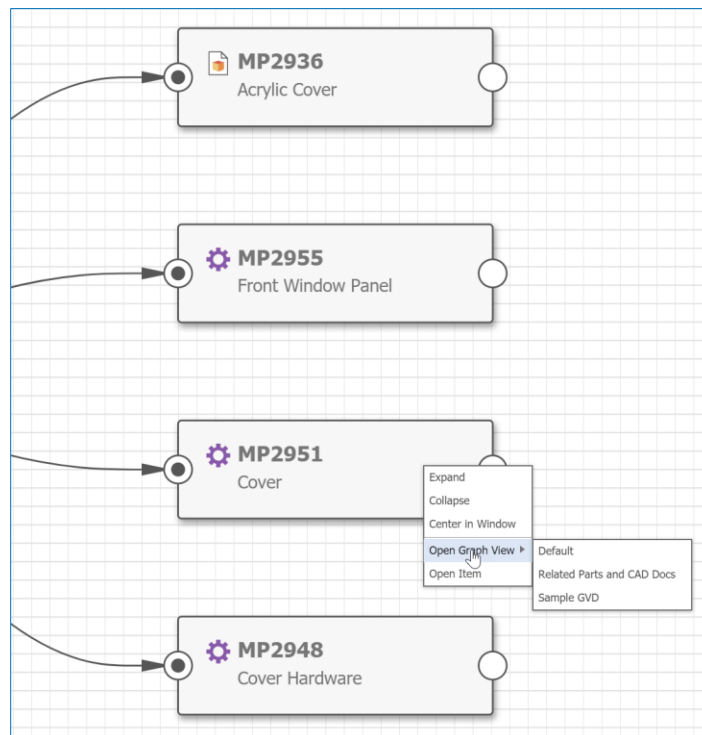 MP2936
Acrylic Cover
MP2955
Front Window Panel
MP2951
Cover
Expand
Collapse
Center in Window
Open Graph View
Open Item
Default
Related Parts and CAD Docs
Sample GVD
MP2948
Cover Hardware